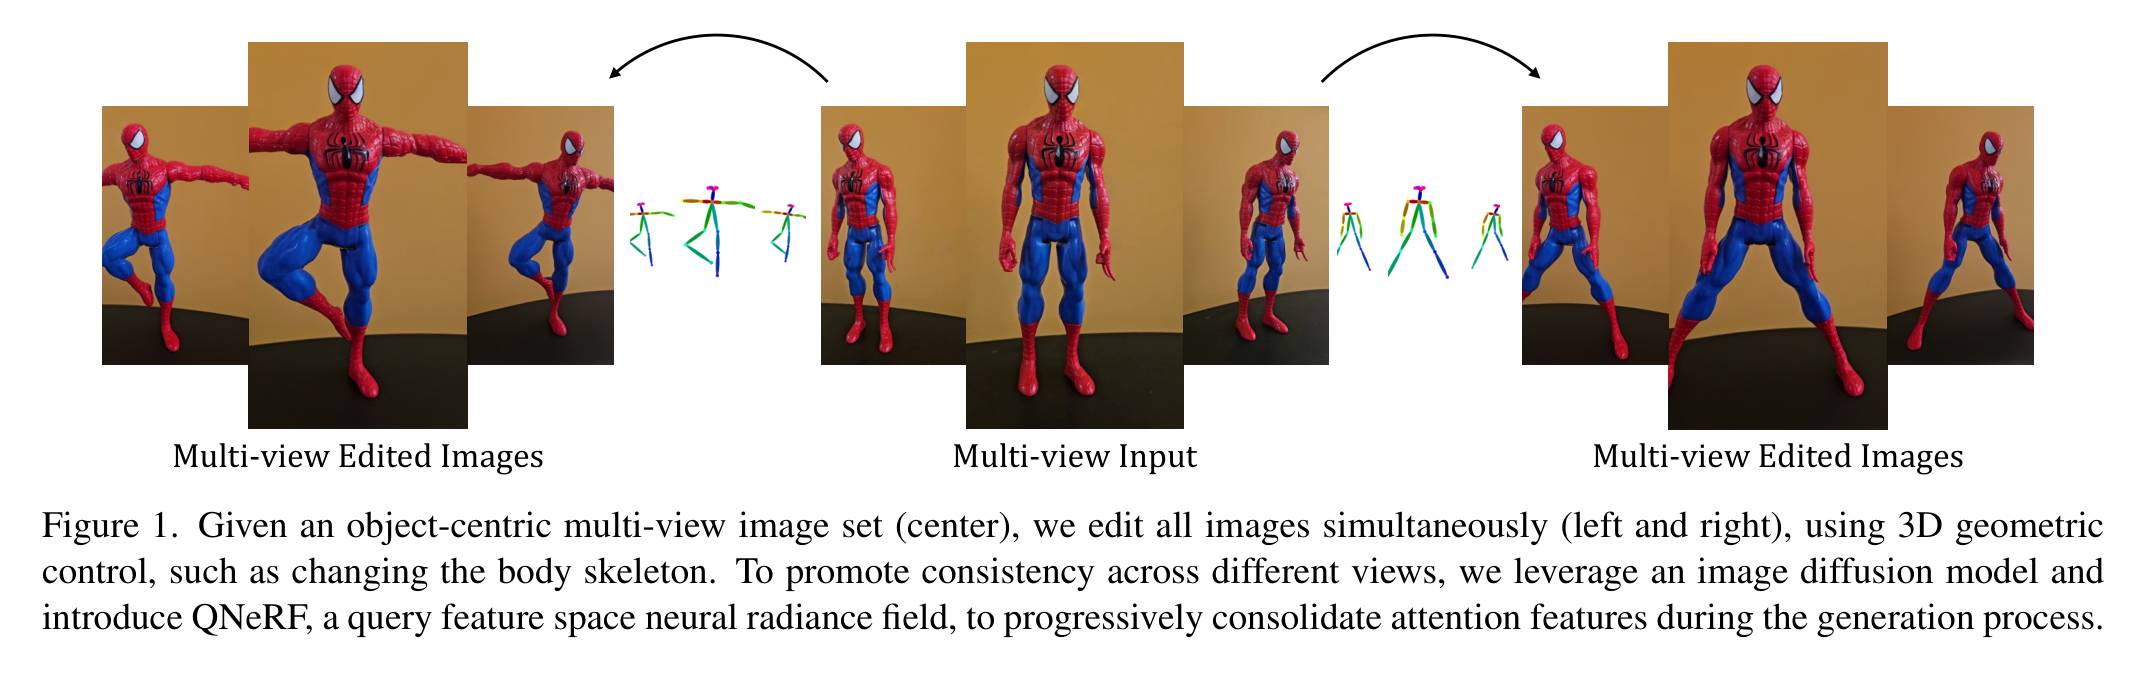 Multi-view Edited Images
Multi-view Input
Multi-view Edited Images
Figure 1. Given an object-centric multi-view image set (center), we edit all images simultaneously (left and right), using 3D geometric
control, such as changing the body skeleton. To promote consistency across different views, we leverage an image diffusion model and
introduce QNeRF, a query feature space neural radiance field, to progressively consolidate attention features during the generation process.